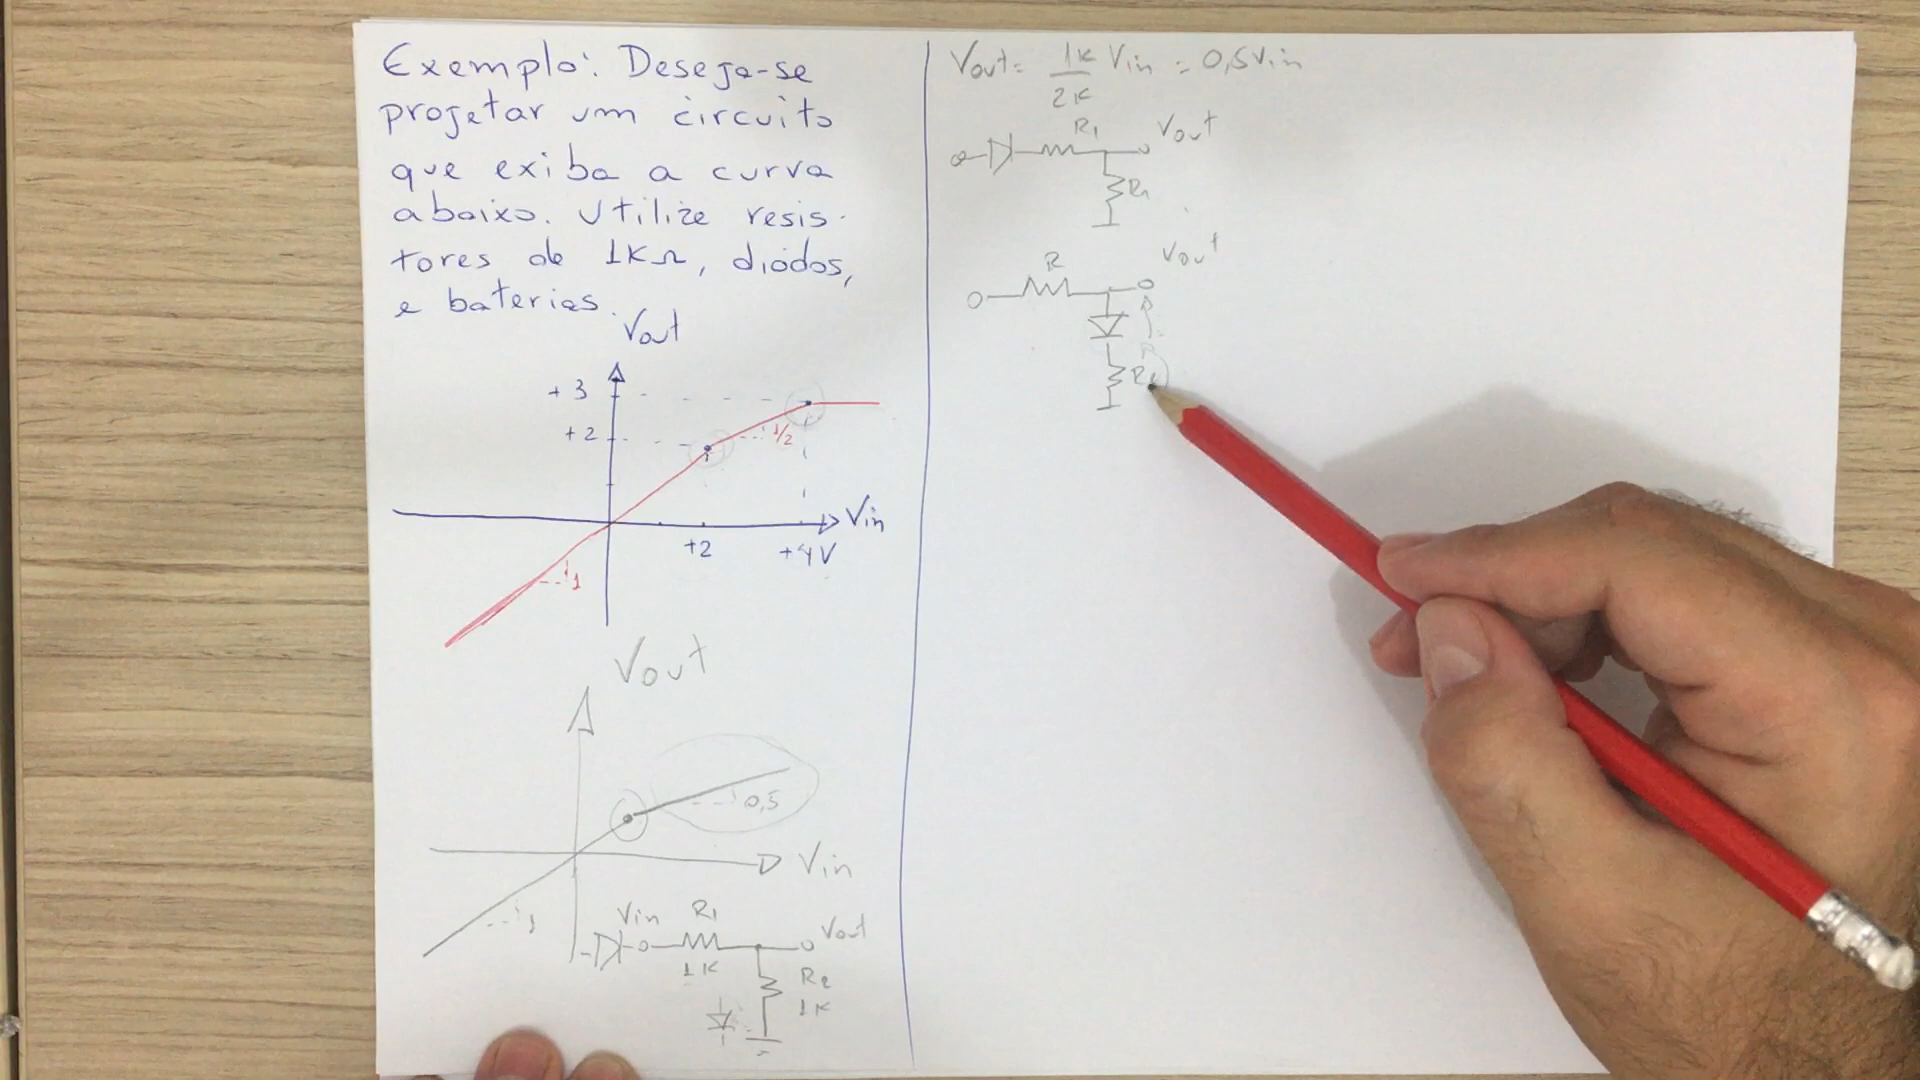 Exemplo: Deseja-se
projetar um circuito
que exiba a curva
abaixo. Utilize resis-
tores de 1KΩ, diodos,
e baterias.
Vout
+3
+2
1/2
Vin
+2
+4V
1
Vout
0,5
Vin
1
Vin R1 Vout
1K R2
1K
Vout = 1K/2K Vin = 0,5Vin
R1 Vout
R1
R Vout